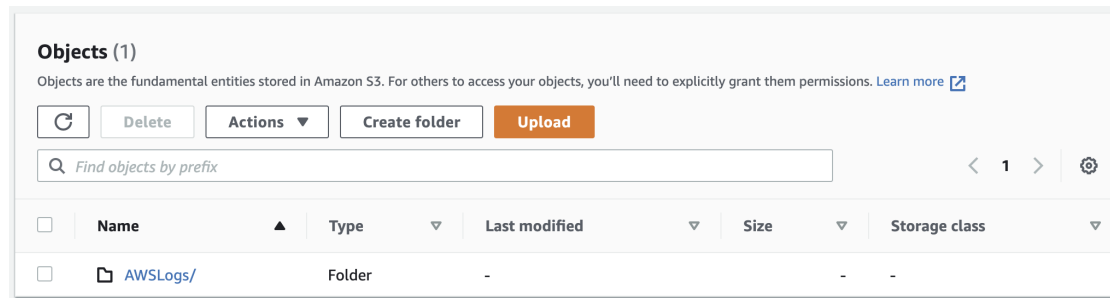 Objects (1)
Objects are the fundamental entities stored in Amazon S3. For others to access your objects, you'll need to explicitly grant them permissions. Learn more
Delete Actions Create folder Upload
Find objects by prefix 1
Name Type Last modified Size Storage class
AWSLogs/ Folder - - -